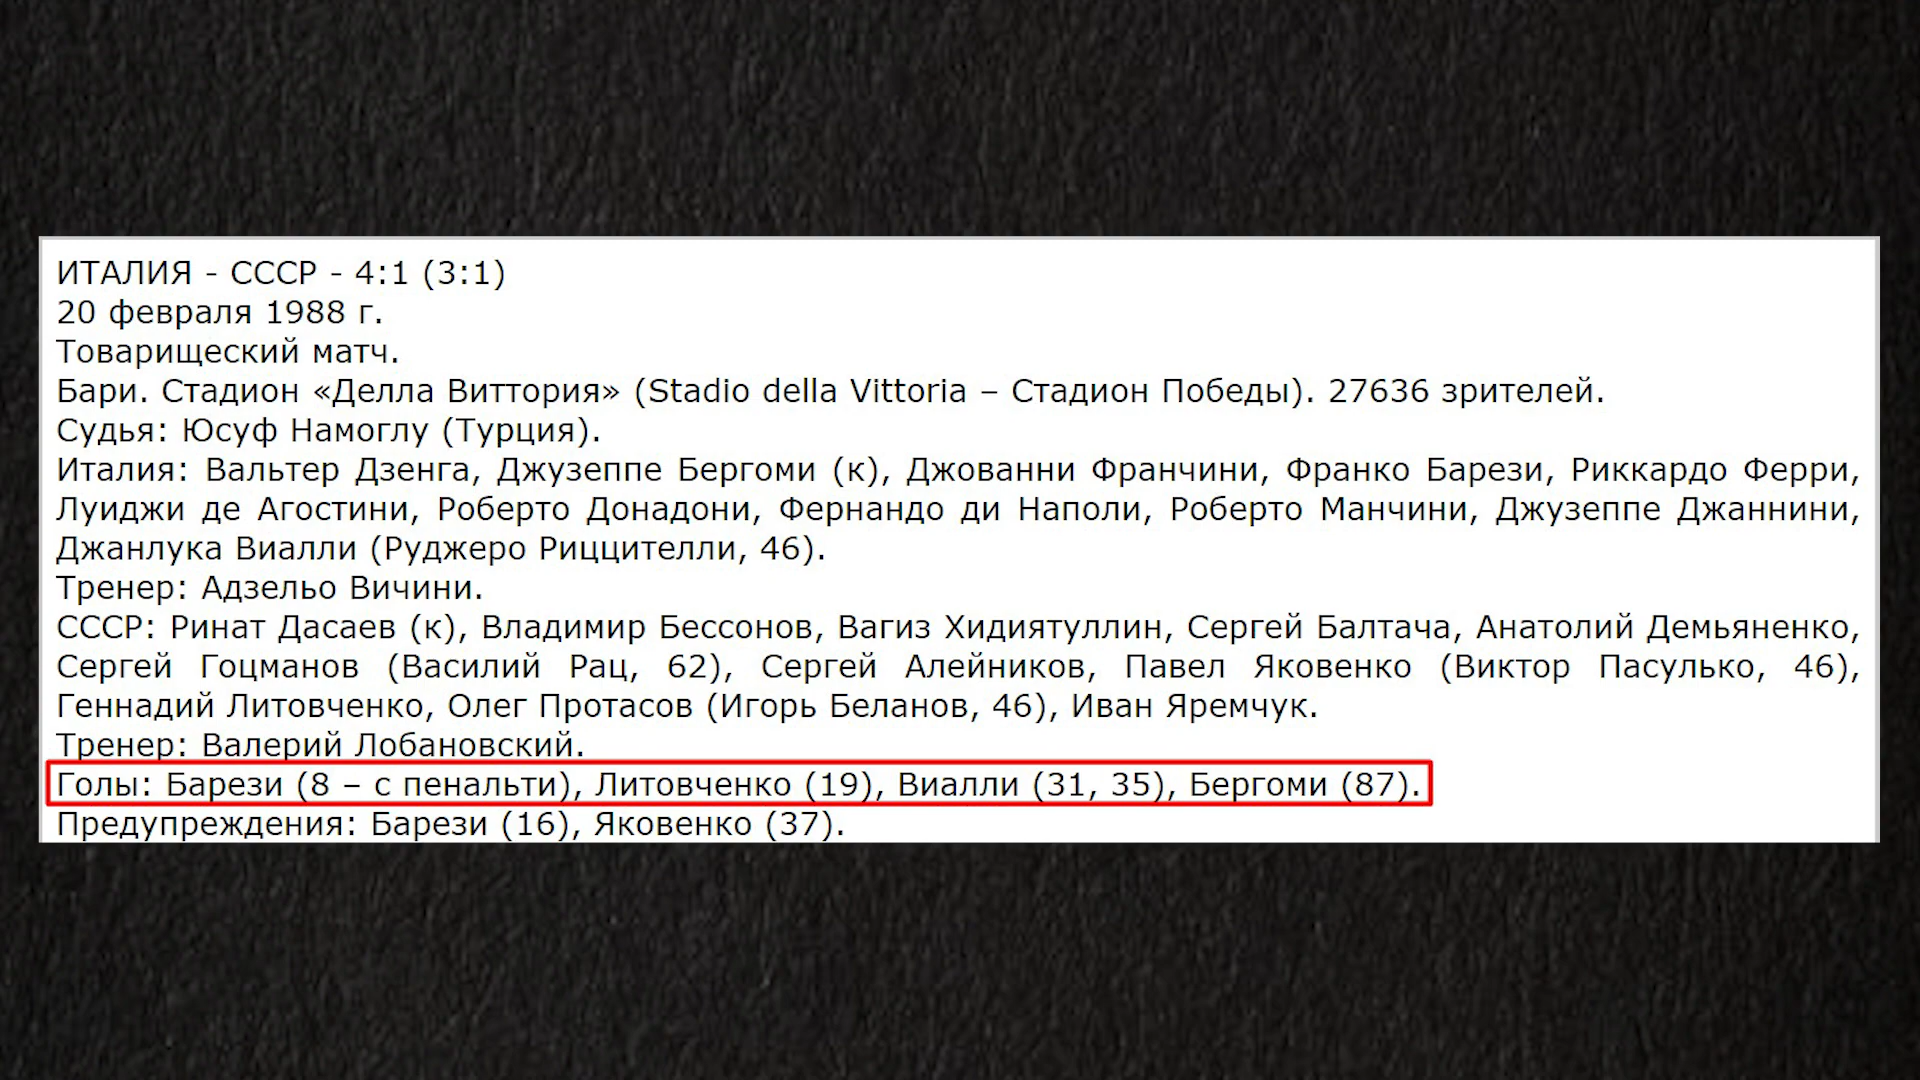 ИТАЛИЯ - СССР - 4:1 (3:1)
20 февраля 1988 г.
Товарищеский матч.
Бари. Стадион «Делла Виттория» (Stadio della Vittoria – Стадион Победы). 27636 зрителей.
Судья: Юсуф Намоглу (Турция).
Италия: Вальтер Дзенга, Джузеппе Бергоми (к), Джованни Франчини, Франко Барези, Риккардо Ферри,
Луиджи де Агостини, Роберто Донадони, Фернандо ди Наполи, Роберто Манчини, Джузеппе Джаннини,
Джанлука Виалли (Руджеро Риццителли, 46).
Тренер: Адзельо Вичини.
СССР: Ринат Дасаев (к), Владимир Бессонов, Вагиз Хидиятуллин, Сергей Балтача, Анатолий Демьяненко,
Сергей Гоцманов (Василий Рац, 62), Сергей Алейников, Павел Яковенко (Виктор Пасулько, 46),
Геннадий Литовченко, Олег Протасов (Игорь Беланов, 46), Иван Яремчук.
Тренер: Валерий Лобановский.
Голы: Барези (8 – с пенальти), Литовченко (19), Виалли (31, 35), Бергоми (87).
Предупреждения: Барези (16), Яковенко (37).